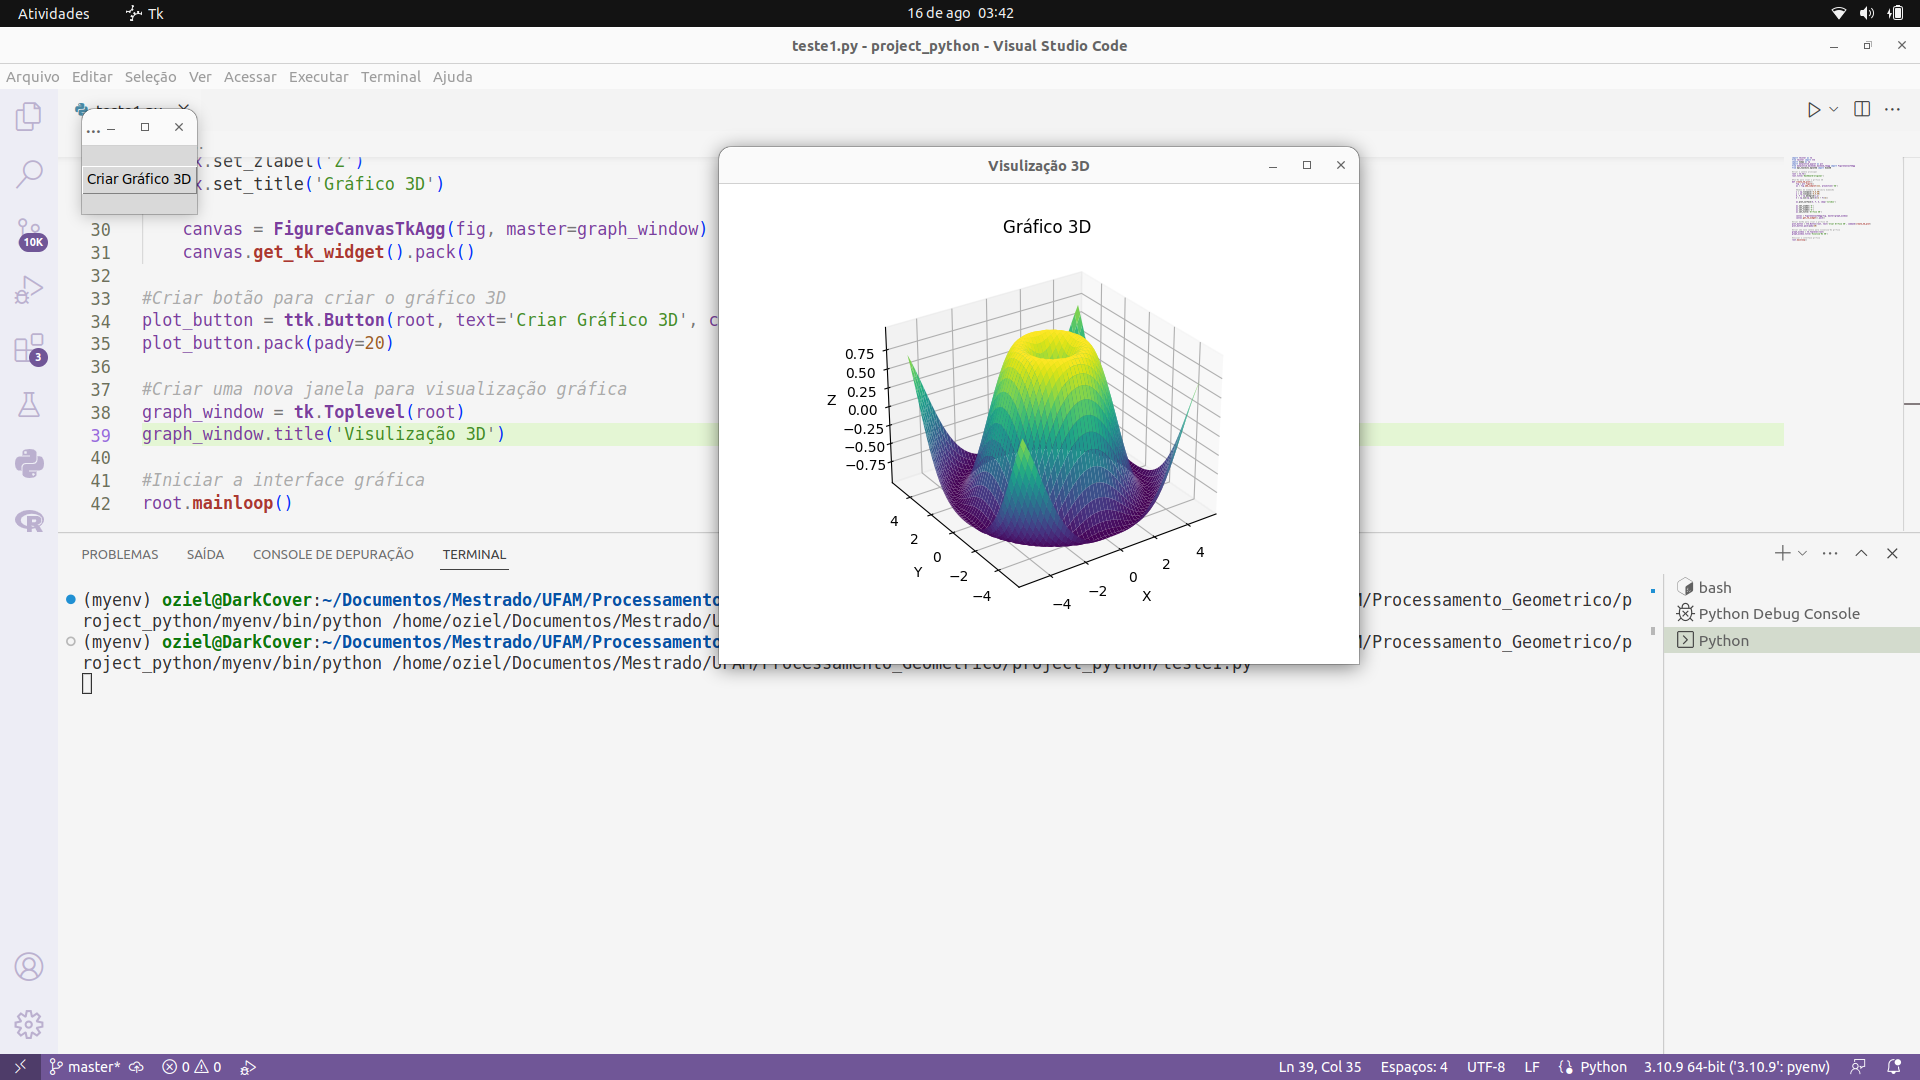 Atividades
Tk
16 de ago 03:42
teste1.py - project_python - Visual Studio Code
Arquivo Editar Seleção Ver Acessar Executar Terminal Ajuda
Criar Gráfico 3D
.set_zlabel('Z')
.set_title('Gráfico 3D')
30 canvas = FigureCanvasTkAgg(fig, master=graph_window)
31 canvas.get_tk_widget().pack()
32
33 #Criar botão para criar o gráfico 3D
34 plot_button = ttk.Button(root, text='Criar Gráfico 3D', c
35 plot_button.pack(pady=20)
36
37 #Criar uma nova janela para visualização gráfica
38 graph_window = tk.Toplevel(root)
39 graph_window.title('Visulização 3D')
40
41 #Iniciar a interface gráfica
42 root.mainloop()
Visulização 3D
Gráfico 3D
0.75
0.50
0.25
Z
0.00
−0.25
−0.50
−0.75
4
2
0
Y
−2
−4
4
2
0
X
−2
−4
PROBLEMAS SAÍDA CONSOLE DE DEPURAÇÃO TERMINAL
(myenv) oziel@DarkCover:~/Documentos/Mestrado/UFAM/Processamento /Processamento_Geometrico/p
roject_python/myenv/bin/python /home/oziel/Documentos/Mestrado/U
(myenv) oziel@DarkCover:~/Documentos/Mestrado/UFAM/Processamento /Processamento_Geometrico/p
roject_python/myenv/bin/python /home/oziel/Documentos/Mestrado/UFAM/Processamento_Geometrico/project_python/teste1.py
bash
Python Debug Console
Python
10K
3
master* 0 0
Ln 39, Col 35 Espaços: 4 UTF-8 LF Python 3.10.9 64-bit ('3.10.9': pyenv)